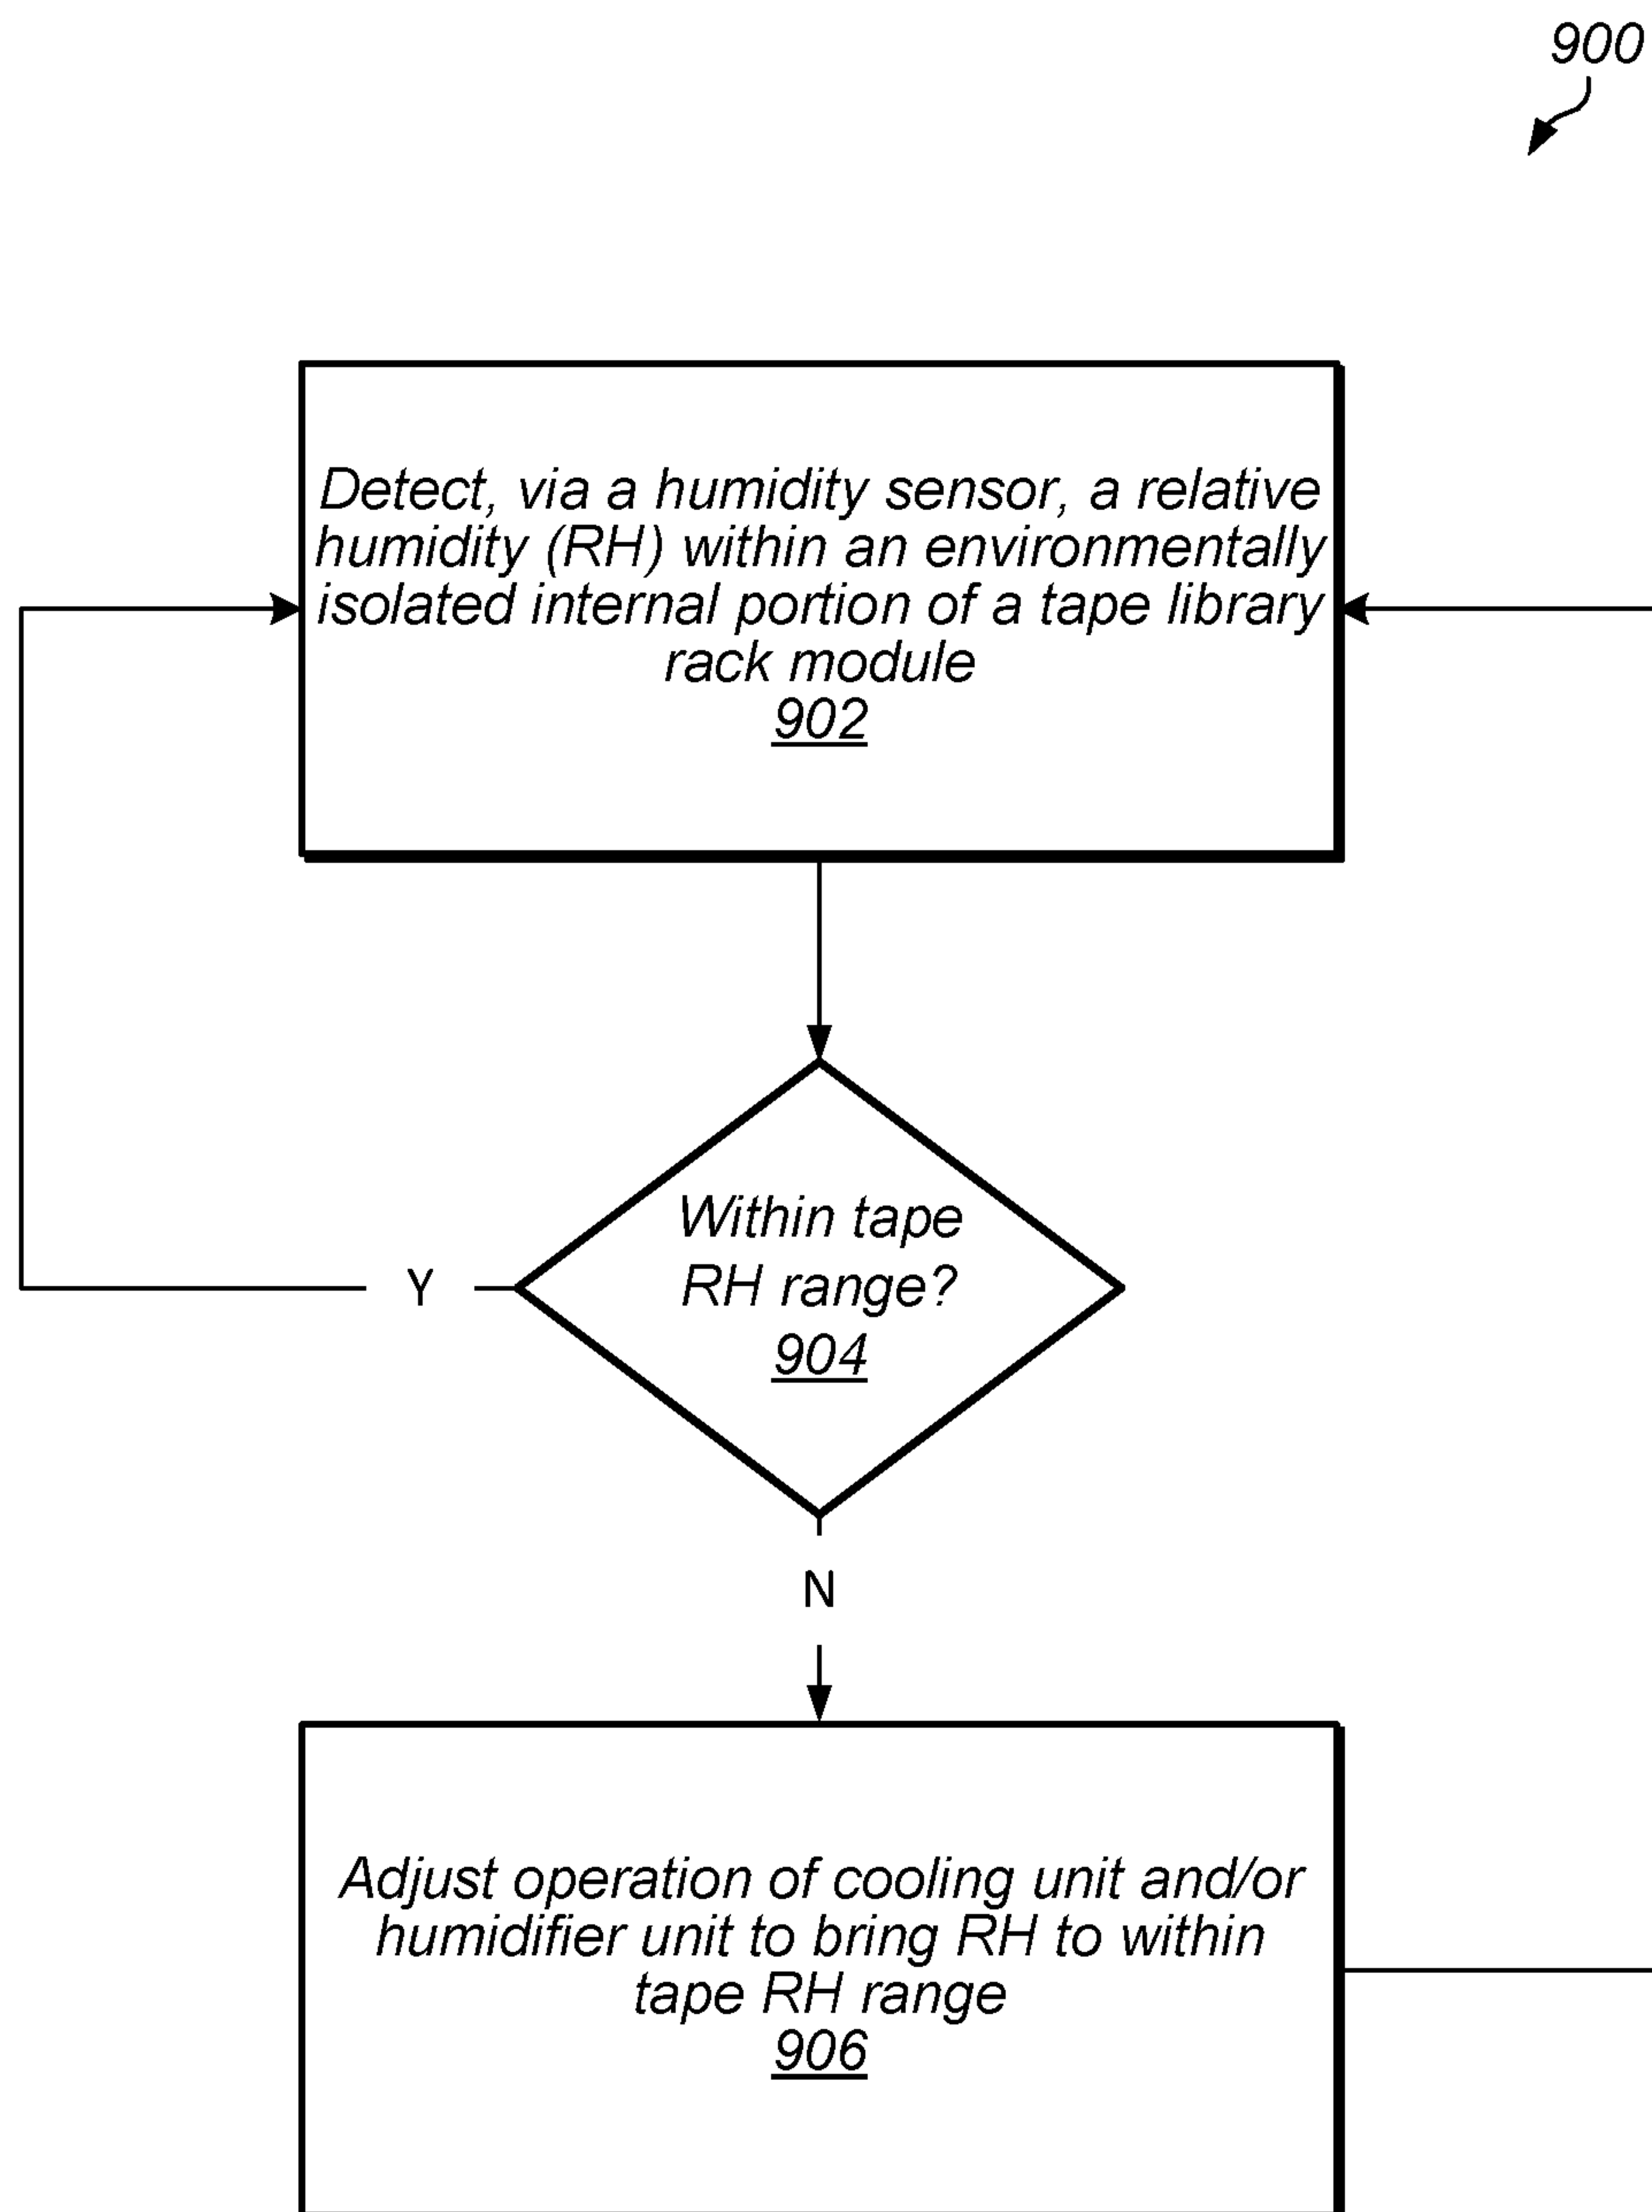 900
Detect, via a humidity sensor, a relative
humidity (RH) within an environmentally
isolated internal portion of a tape library
rack module
902
Within tape
RH range?
904
Y
N
Adjust operation of cooling unit and/or
humidifier unit to bring RH to within
tape RH range
906